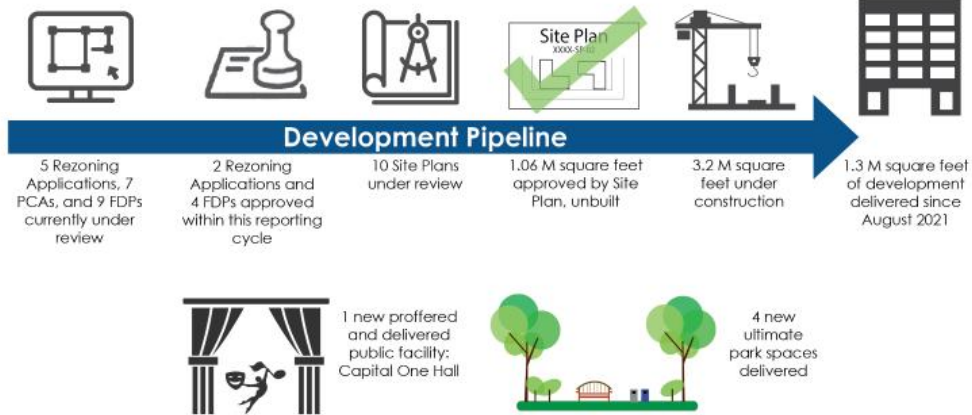 Site Plan
XXXX-SP-02
Development Pipeline
5 Rezoning
Applications, 7
PCAs, and 9 FDPs
currently under
review
2 Rezoning
Applications and
4 FDPs approved
within this reporting
cycle
10 Site Plans
under review
1.06 M square feet
approved by Site
Plan, unbuilt
3.2 M square
feet under
construction
1.3 M square feet
of development
delivered since
August 2021
1 new proffered
and delivered
public facility:
Capital One Hall
4 new
ultimate
park spaces
delivered